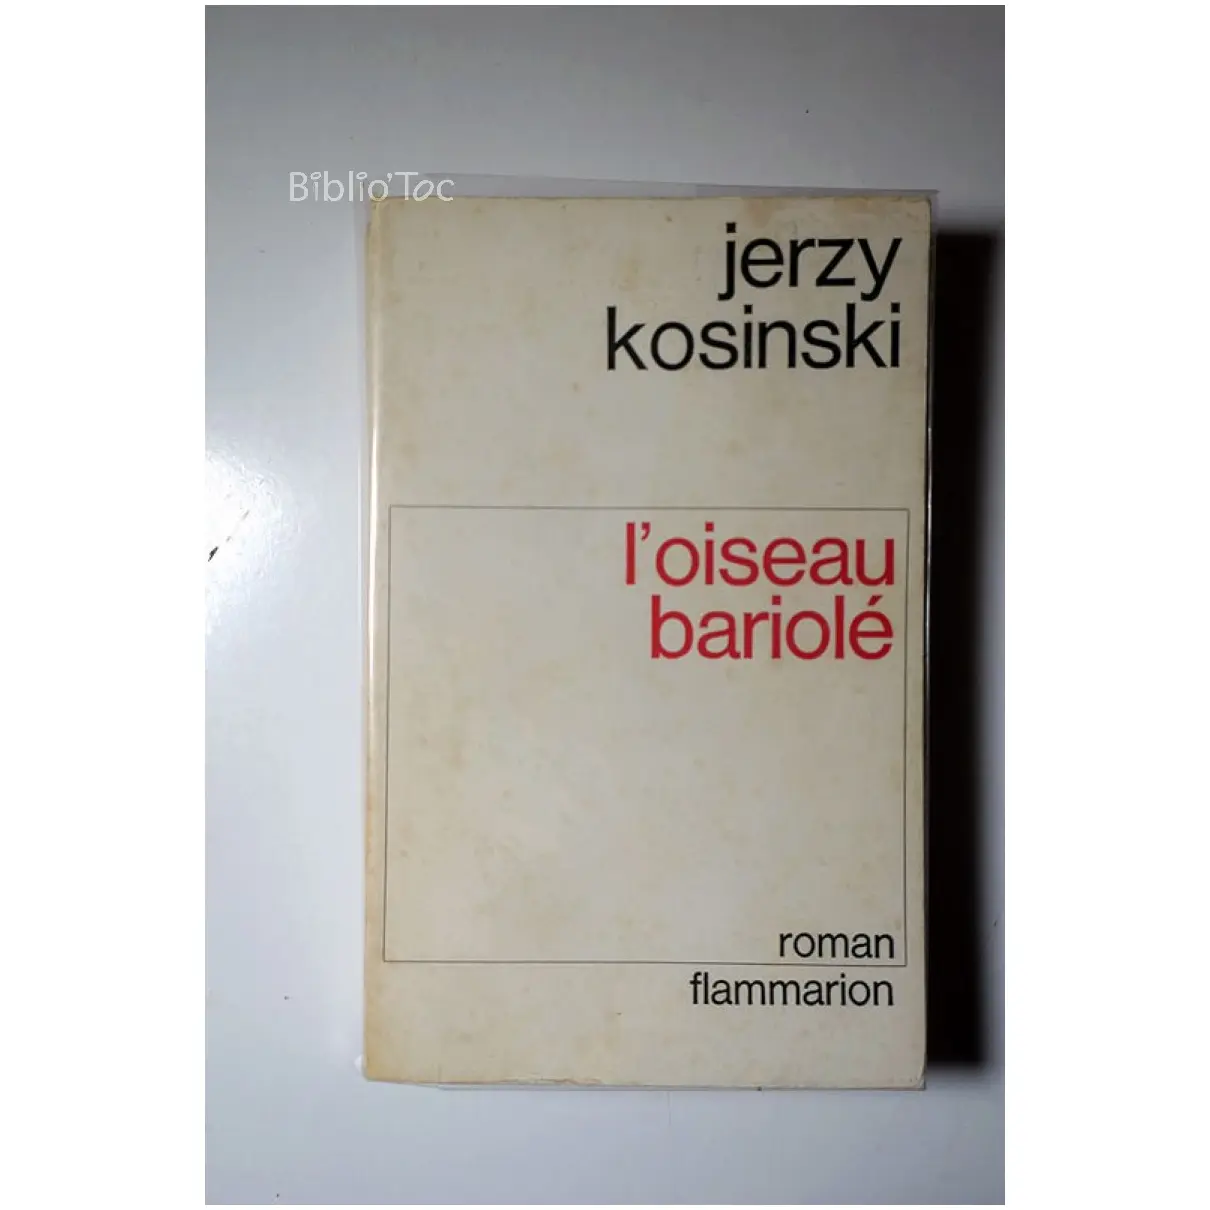 Biblio'Toc
jerzy
kosinski
l'oiseau
bariolé
roman
flammarion